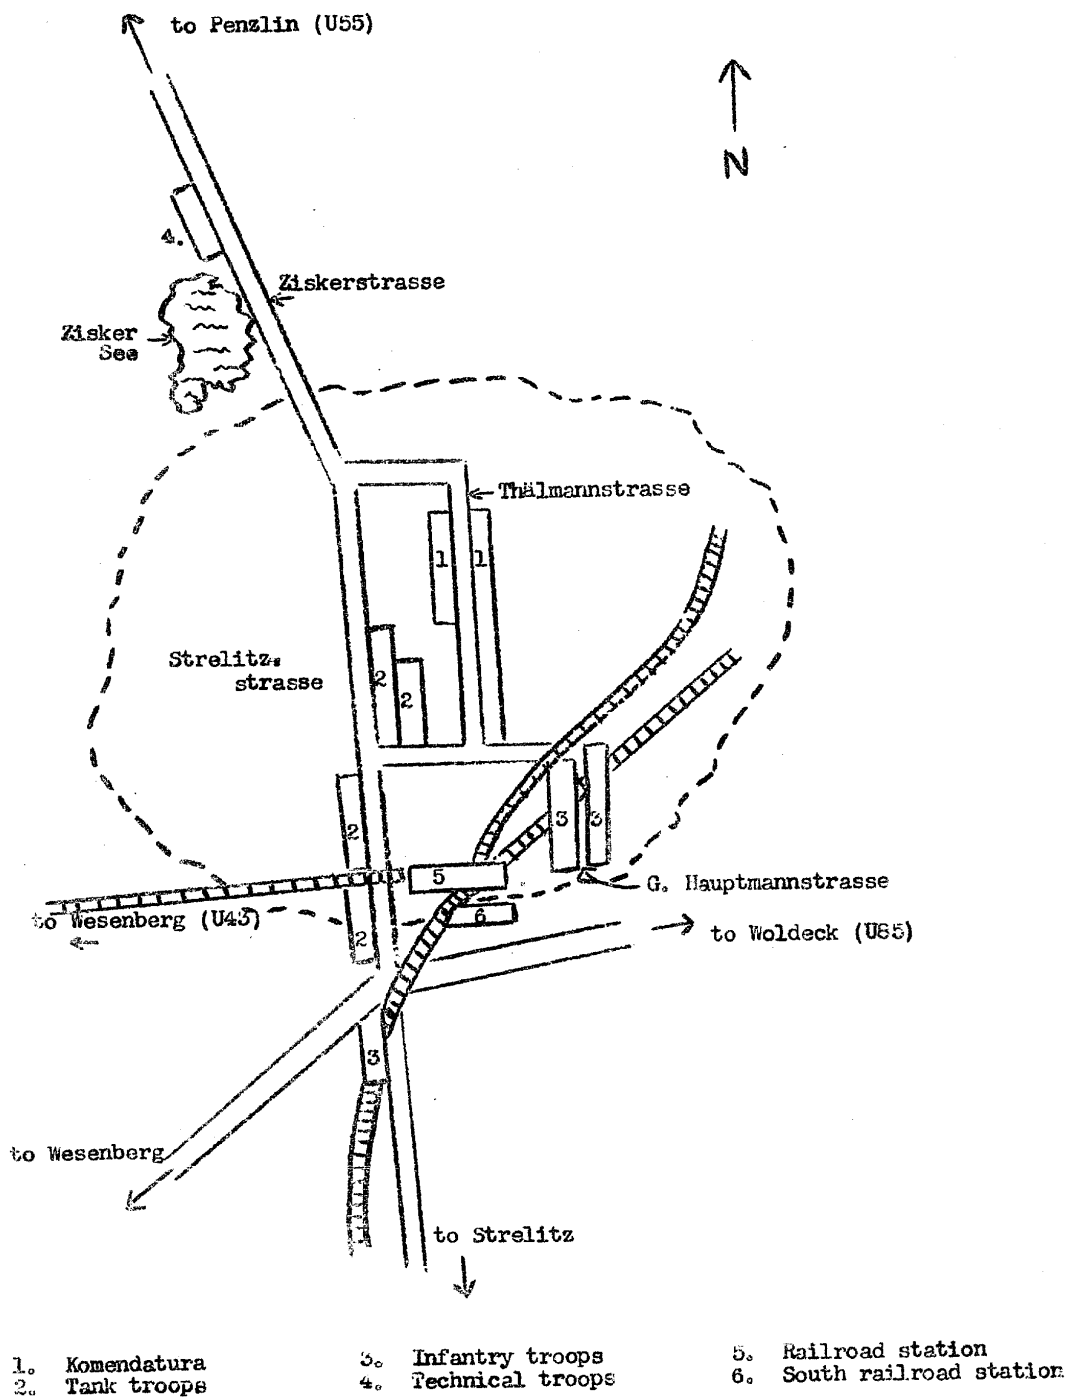 to Penzlin (U55)
N
4.
Ziskerstrasse
Zisker
See
Thälmannstrasse
1 1
Strelitz-
strasse
2
2
2
3 3
5
G. Hauptmannstrasse
6
to Wesenberg (U43)
to Woldeck (U85)
2
3
to Wesenberg
to Strelitz
1. Komendatura
2. Tank troops
3. Infantry troops
4. Technical troops
5. Railroad station
6. South railroad station